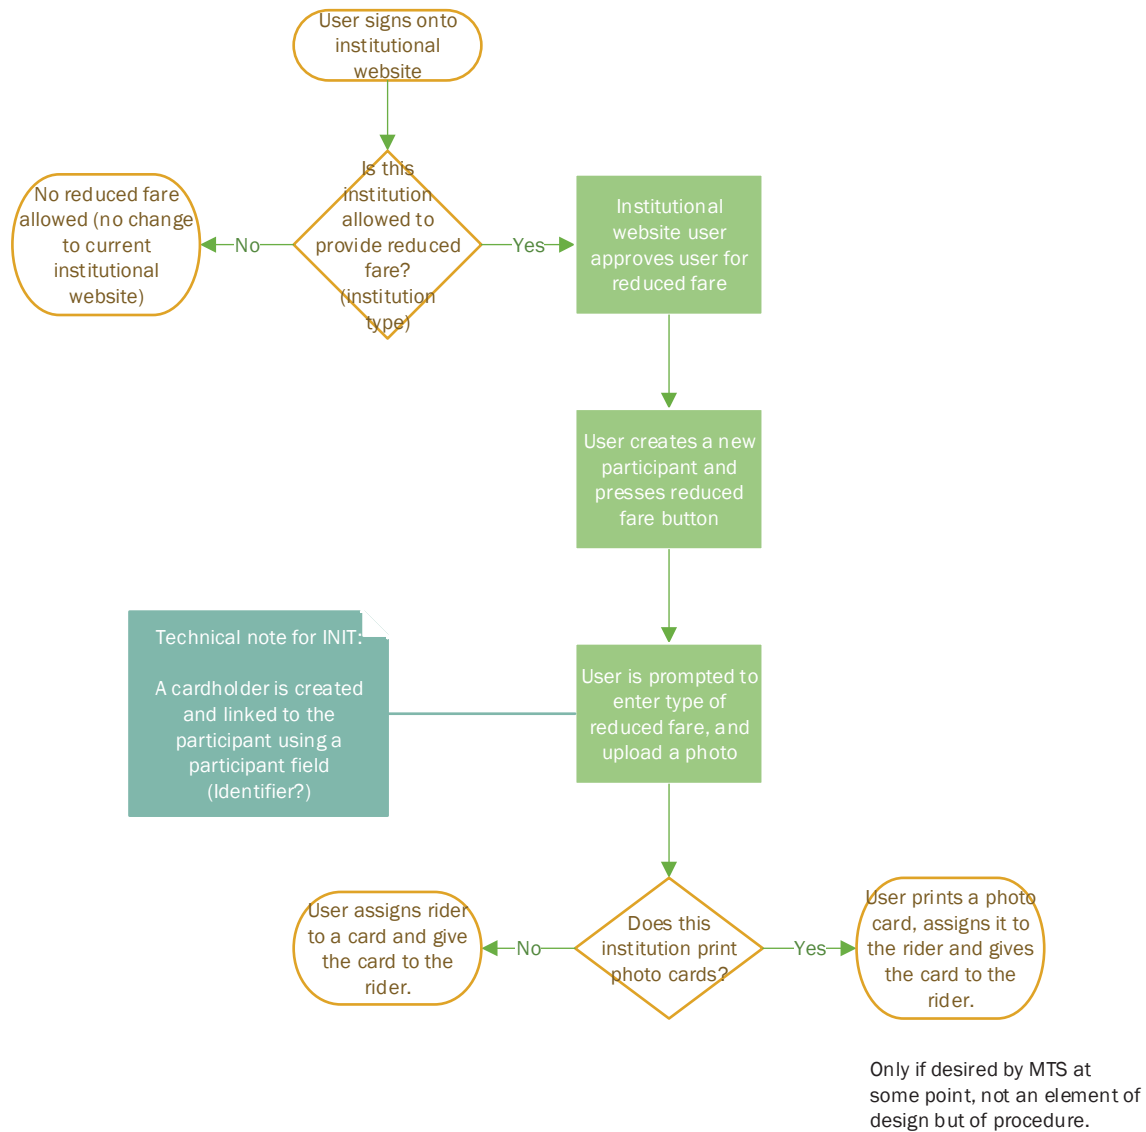 User signs onto
institutional
website
Is this
institution
allowed to
provide reduced
fare?
(institution
type)
No
No reduced fare
allowed (no change
to current
institutional
website)
Yes
Institutional
website user
approves user for
reduced fare
User creates a new
participant and
presses reduced
fare button
User is prompted to
enter type of
reduced fare, and
upload a photo
Technical note for INIT:
A cardholder is created
and linked to the
participant using a
participant field
(Identifier?)
Does this
institution print
photo cards?
No
User assigns rider
to a card and give
the card to the
rider.
Yes
User prints a photo
card, assigns it to
the rider and gives
the card to the
rider.
Only if desired by MTS at
some point, not an element of
design but of procedure.